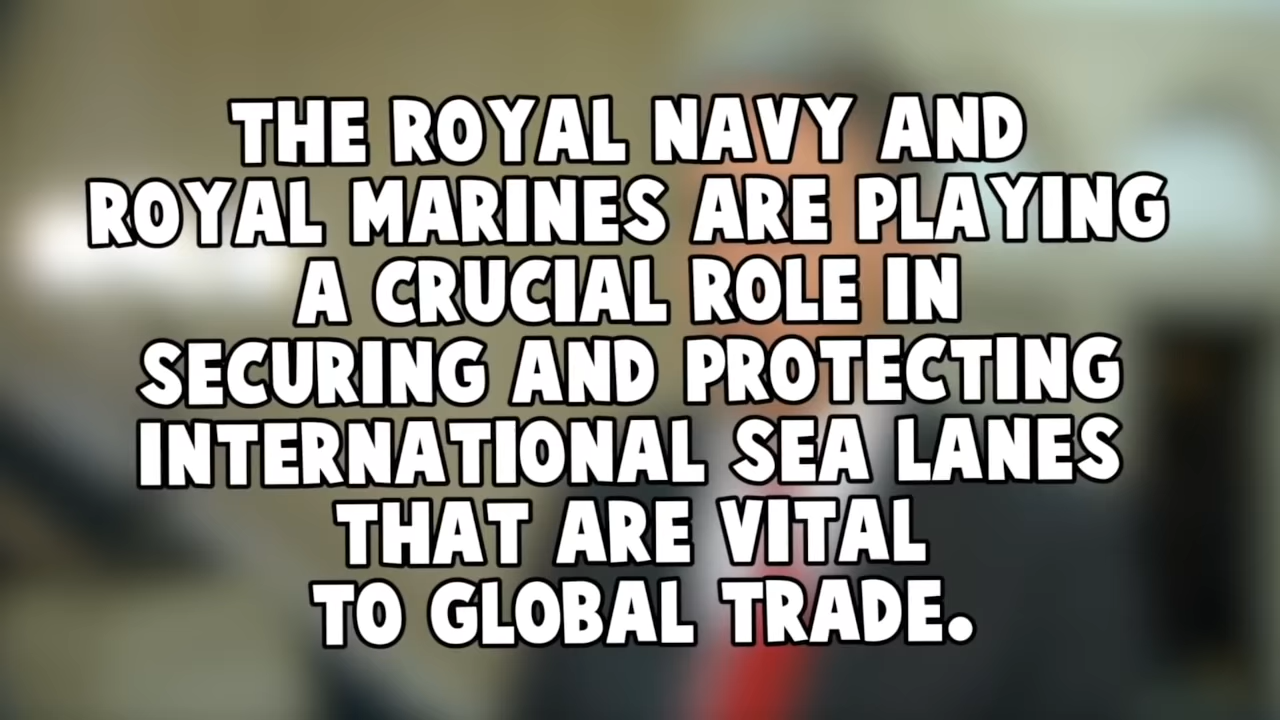 THE ROYAL NAVY AND
ROYAL MARINES ARE PLAYING
A CRUCIAL ROLE IN
SECURING AND PROTECTING
INTERNATIONAL SEA LANES
THAT ARE VITAL
TO GLOBAL TRADE.